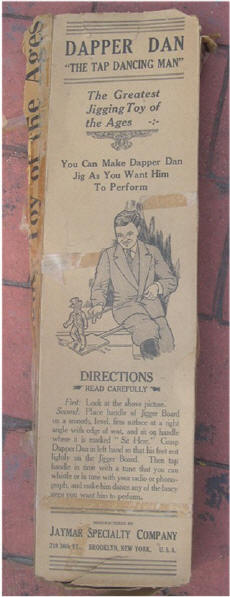 DAPPER DAN
"THE TAP DANCING MAN"
The Greatest
Jigging Toy of
the Ages
You Can Make Dapper Dan
Jig As You Want Him
To Perform
DIRECTIONS
READ CAREFULLY
First: Look at the above picture.
Second: Place handle of Jigger Board
on a smooth, level, firm surface at a right
angle with edge of seat, and sit on handle
where it is marked "Sit Here." Grasp
Dapper Dan in left hand so that his feet rest
lightly on the Jigger Board. Then tap
handle in time with a tune that you can
whistle or in time with your radio or phono-
graph, and make him dance any of the fancy
steps you want him to perform.
MANUFACTURED BY
JAYMAR SPECIALTY COMPANY
218 36th ST., BROOKLYN, NEW YORK, U. S. A.
Toy of the Ages